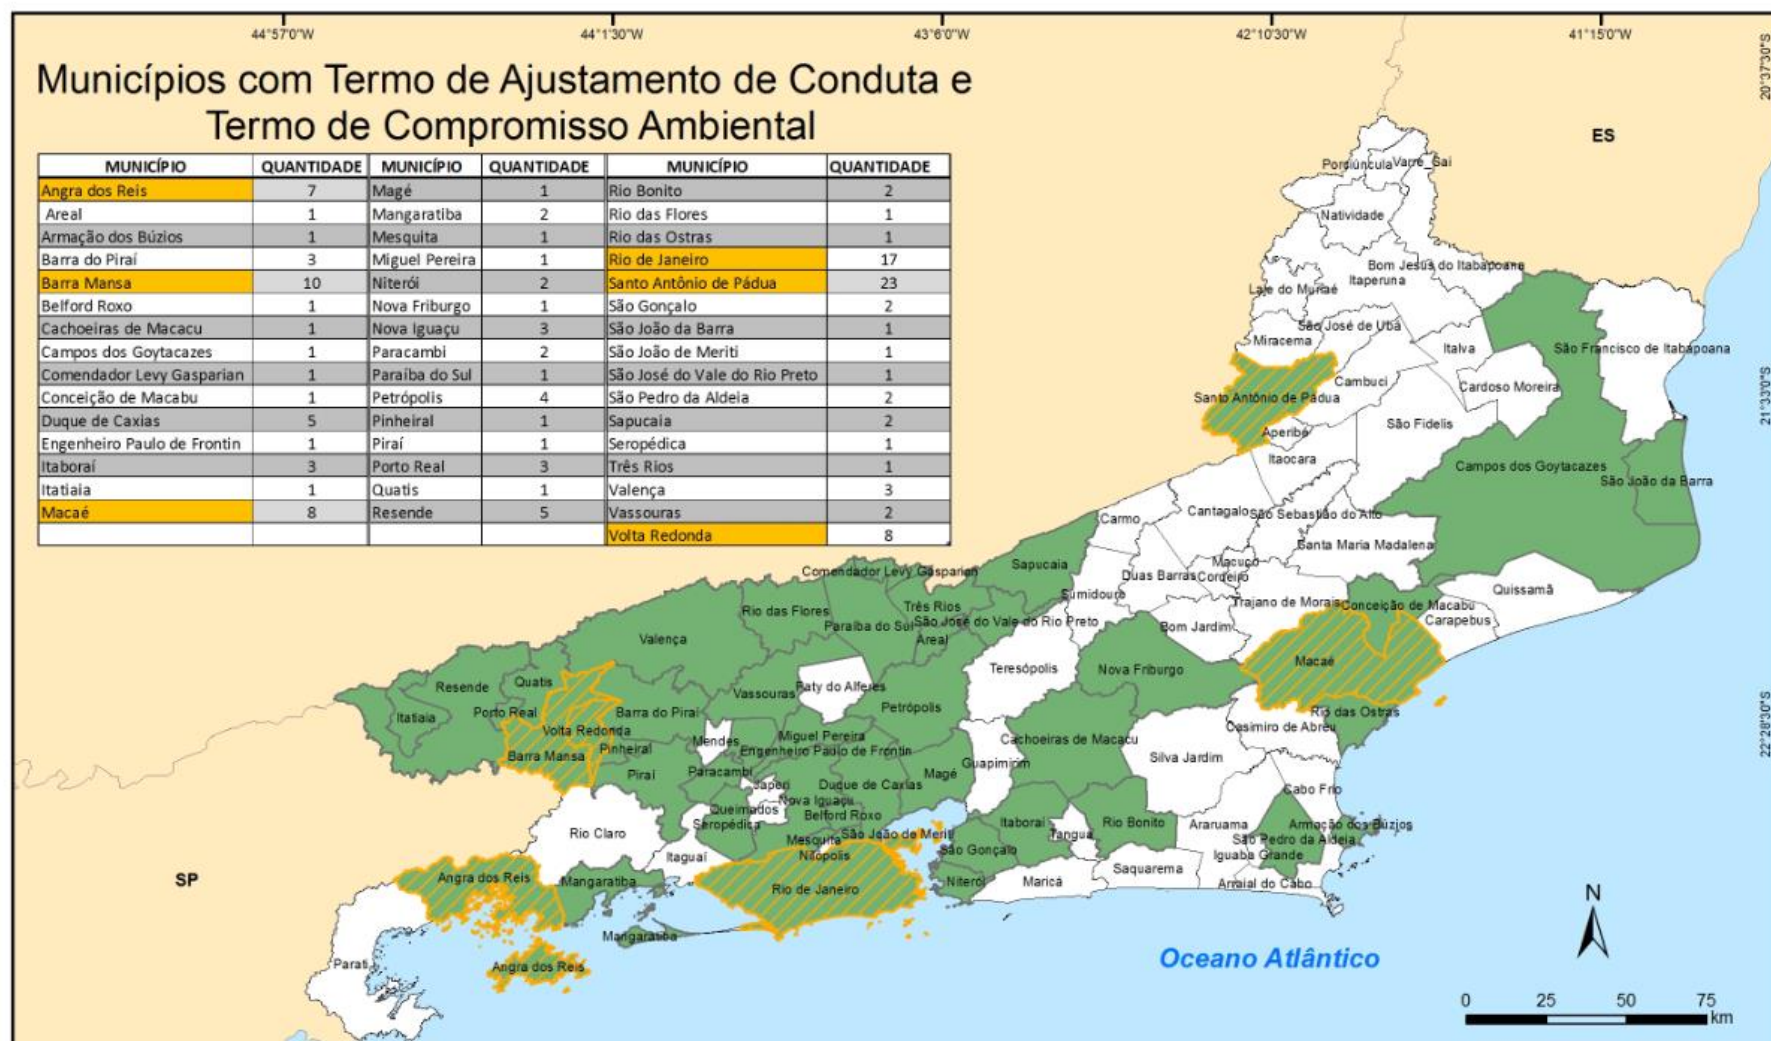 44°57'0"W 44°1'30"W 43°6'0"W 42°10'30"W 41°15'0"W
Municípios com Termo de Ajustamento de Conduta e
Termo de Compromisso Ambiental
MUNICÍPIO QUANTIDADE MUNICÍPIO QUANTIDADE MUNICÍPIO QUANTIDADE
Angra dos Reis 7 Magé 1 Rio Bonito 2
Areal 1 Mangaratiba 2 Rio das Flores 1
Armação dos Búzios 1 Mesquita 1 Rio das Ostras 1
Barra do Piraí 3 Miguel Pereira 1 Rio de Janeiro 17
Barra Mansa 10 Niterói 2 Santo Antônio de Pádua 23
Belford Roxo 1 Nova Friburgo 1 São Gonçalo 2
Cachoeiras de Macacu 1 Nova Iguaçu 3 São João da Barra 1
Campos dos Goytacazes 1 Paracambi 2 São João de Meriti 1
Comendador Levy Gasparian 1 Paraíba do Sul 1 São José do Vale do Rio Preto 1
Conceição de Macabu 1 Petrópolis 4 São Pedro da Aldeia 2
Duque de Caxias 5 Pinheiral 1 Sapucaia 2
Engenheiro Paulo de Frontin 1 Piraí 1 Seropédica 1
Itaboraí 3 Porto Real 3 Três Rios 1
Itatiaia 1 Quatis 1 Valença 3
Macaé 8 Resende 5 Vassouras 2
Volta Redonda 8
20°37'30"S
21°33'0"S
22°28'30"S
ES
Porciúncula
Varre_Sai
Natividade
Bom Jesus do Itabapoana
Itaperuna
Laje do Muriaé
São José de Ubá
Miracema
Italva
São Francisco de Itabapoana
Cambuci
Cardoso Moreira
Santo Antônio de Pádua
São Fidelis
Aperibé
Itaocara
Campos dos Goytacazes
São João da Barra
Carmo
Cantagalo
São Sebastião do Alto
Santa Maria Madalena
Macuco
Cordeiro
Duas Barras
Comendador Levy Gasparian
Sapucaia
Sumidouro
Trajano de Morais
Conceição de Macabu
Quissamã
Carapebus
Rio das Flores
Três Rios
Paraíba do Sul
São José do Vale do Rio Preto
Areal
Bom Jardim
Valença
Macaé
Teresópolis
Nova Friburgo
Quatis
Resende
Vassouras
Paty do Alferes
Petrópolis
Itatiaia
Porto Real
Barra do Piraí
Rio das Ostras
Casimiro de Abreu
Volta Redonda
Miguel Pereira
Mendes
Cachoeiras de Macacu
Pinheiral
Engenheiro Paulo de Frontin
Barra Mansa
Silva Jardim
Guapimirim
Piraí
Paracambi
Magé
Japeri
Duque de Caxias
Cabo Frio
Nova Iguaçu
Queimados
Belford Roxo
Seropédica
Itaboraí
Rio Bonito
Araruama
Armação dos Búzios
Rio Claro
Tangua
Mesquita
São João de Meriti
São Pedro da Aldeia
São Gonçalo
Iguaba Grande
Itaguaí
Nilópolis
Saquarema
Angra dos Reis
Mangaratiba
Rio de Janeiro
Niterói
Maricá
Arraial do Cabo
SP
Mangaratiba
Parati
Angra dos Reis
Oceano Atlântico
N
0 25 50 75
km